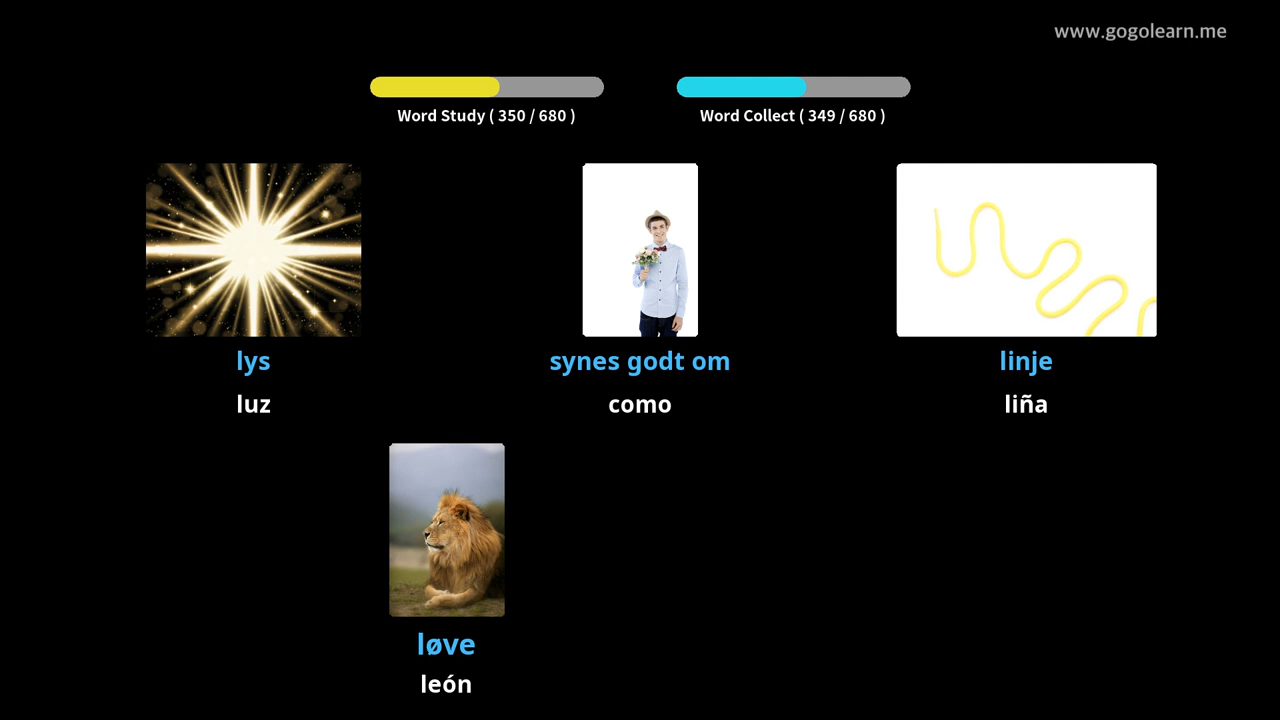 www.gogolearn.me
Word Study ( 350 / 680 )
Word Collect ( 349 / 680 )
lys
luz
synes godt om
como
linje
liña
løve
león